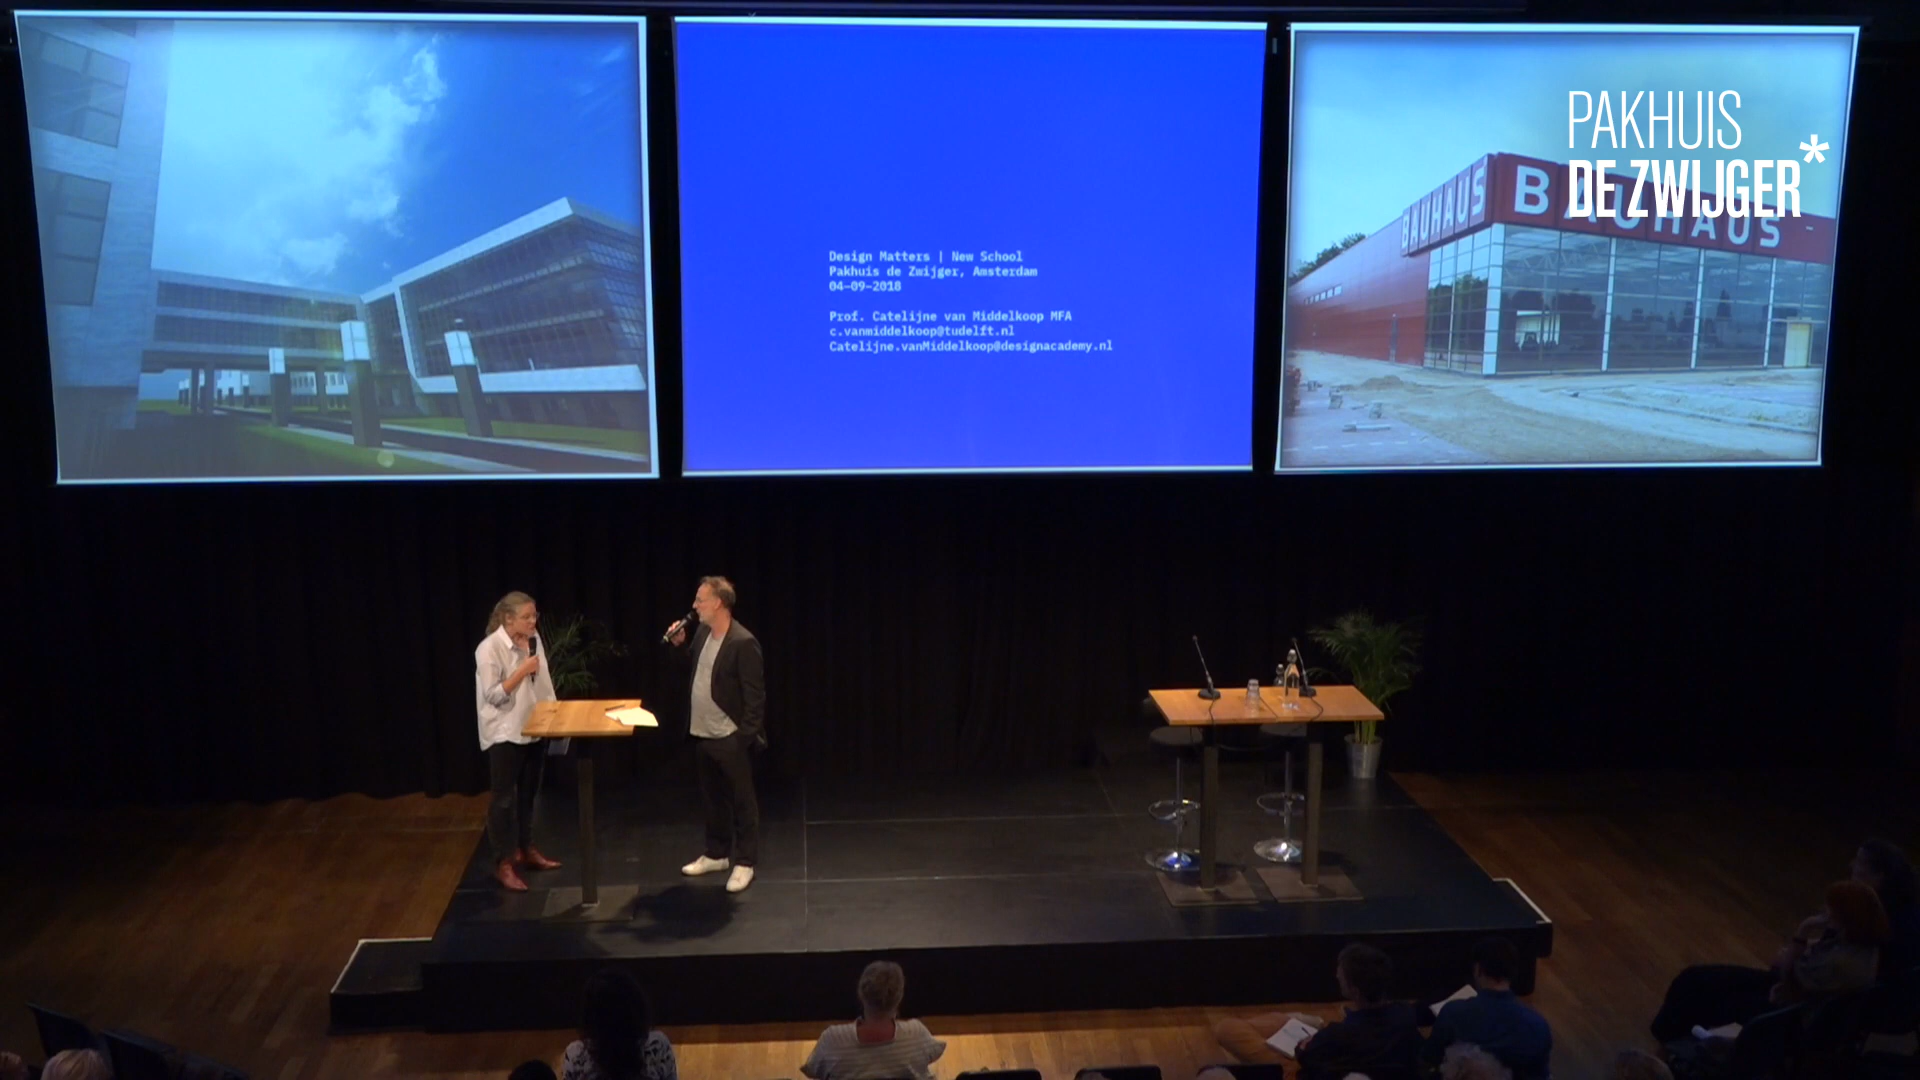 Design Matters | New School
Pakhuis de Zwijger, Amsterdam
04-09-2018
Prof. Catelijne van Middelkoop MFA
c.vanmiddelkoop@tudelft.nl
Catelijne.vanMiddelkoop@designacademy.nl
BAUHAUS
BAUHAUS
PAKHUIS
DE ZWIJGER*